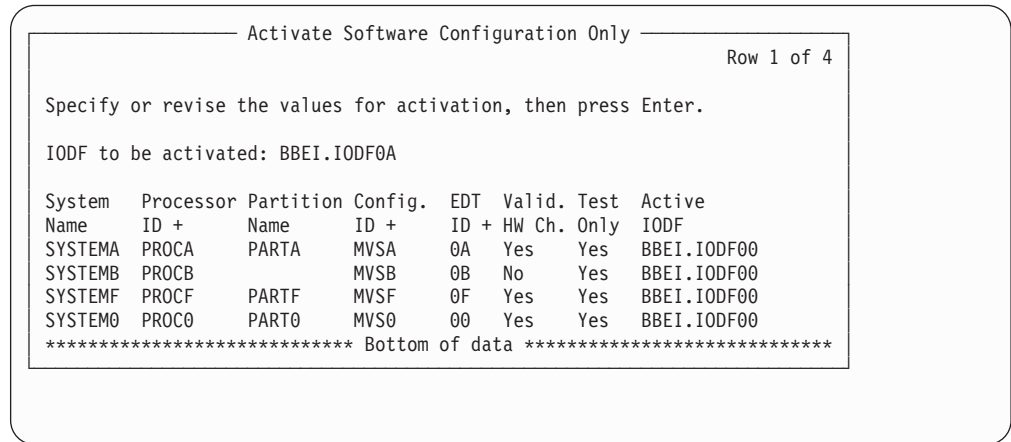 Activate Software Configuration Only
Row 1 of 4
Specify or revise the values for activation, then press Enter.
IODF to be activated: BBEI.IODF0A
System Processor Partition Config. EDT Valid. Test Active
Name ID + Name ID + ID + HW Ch. Only IODF
SYSTEMA PROCA PARTA MVSA 0A Yes Yes BBEI.IODF00
SYSTEMB PROCB MVSB 0B No Yes BBEI.IODF00
SYSTEMF PROCF PARTF MVSF 0F Yes Yes BBEI.IODF00
SYSTEM0 PROC0 PART0 MVS0 00 Yes Yes BBEI.IODF00
***************************** Bottom of data *****************************